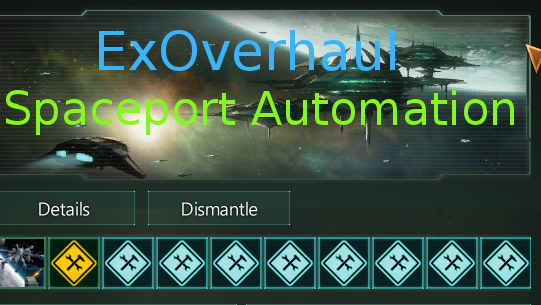 ExOverhaul
Spaceport Automation
Details
Dismantle